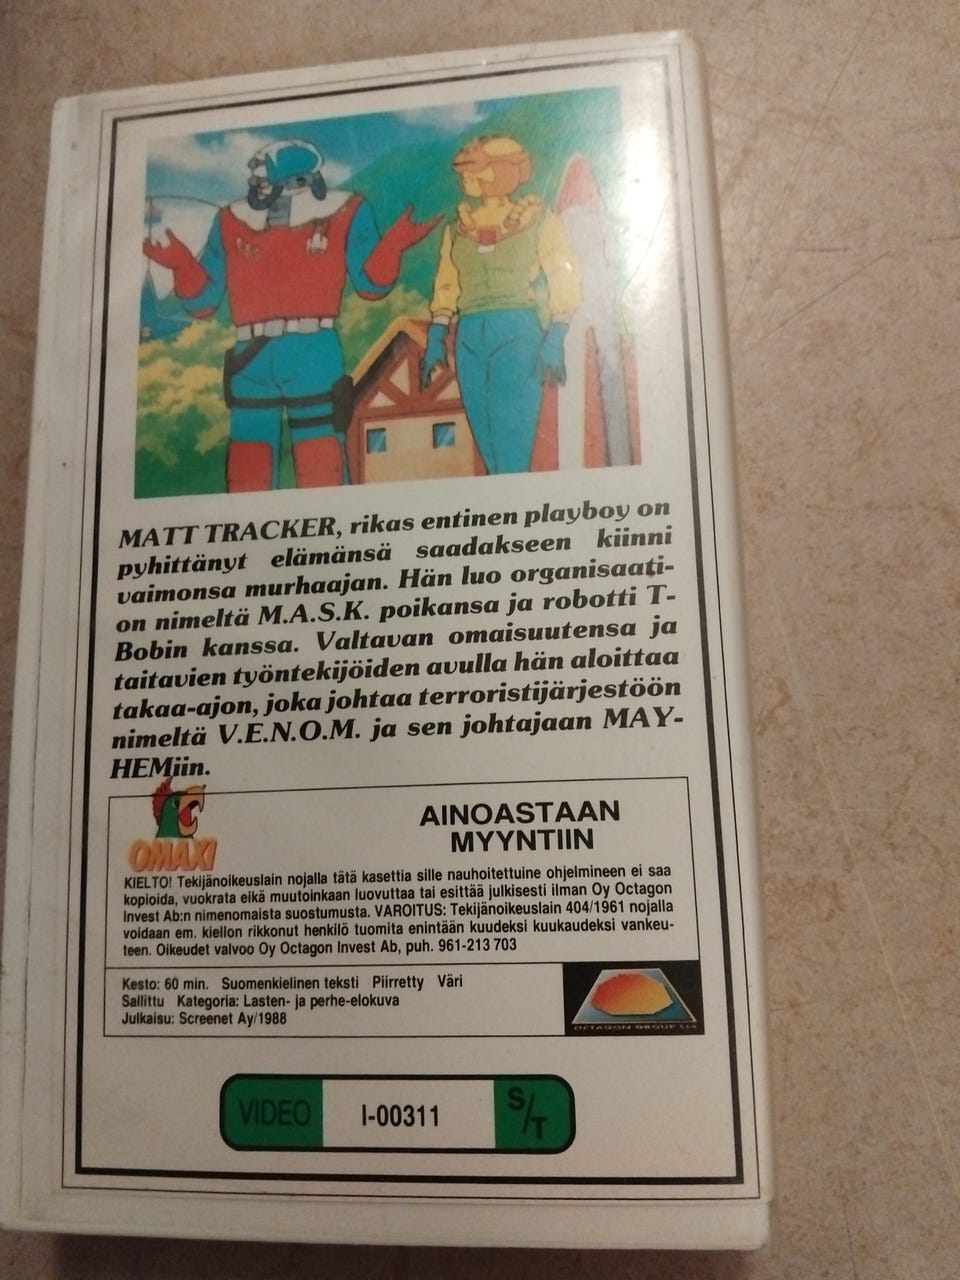 MATT TRACKER, rikas entinen playboy on
pyhittänyt elämänsä saadakseen kiinni
vaimonsa murhaajan. Hän luo organisaati-
on nimeltä M.A.S.K. poikansa ja robotti T-
Bobin kanssa. Valtavan omaisuutensa ja
taitavien työntekijöiden avulla hän aloittaa
takaa-ajon, joka johtaa terroristijärjestöön
nimeltä V.E.N.O.M. ja sen johtajaan MAY-
HEMiin.
OMAXI
AINOASTAAN
MYYNTIIN
KIELTO! Tekijänoikeuslain nojalla tätä kasettia sille nauhoitettuine ohjelmineen ei saa
kopioida, vuokrata eikä muutoinkaan luovuttaa tai esittää julkisesti ilman Oy Octagon
Invest Ab:n nimenomaista suostumusta. VAROITUS: Tekijänoikeuslain 404/1961 nojalla
voidaan em. kiellon rikkonut henkilö tuomita enintään kuudeksi kuukaudeksi vankeu-
teen. Oikeudet valvoo Oy Octagon Invest Ab, puh. 961-213 703
Kesto: 60 min. Suomenkielinen teksti Piirretty Väri
Sallittu Kategoria: Lasten- ja perhe-elokuva
Julkaisu: Screenet Ay/1988
OCTAGON GROUP Ltd
VIDEO I-00311 S/T